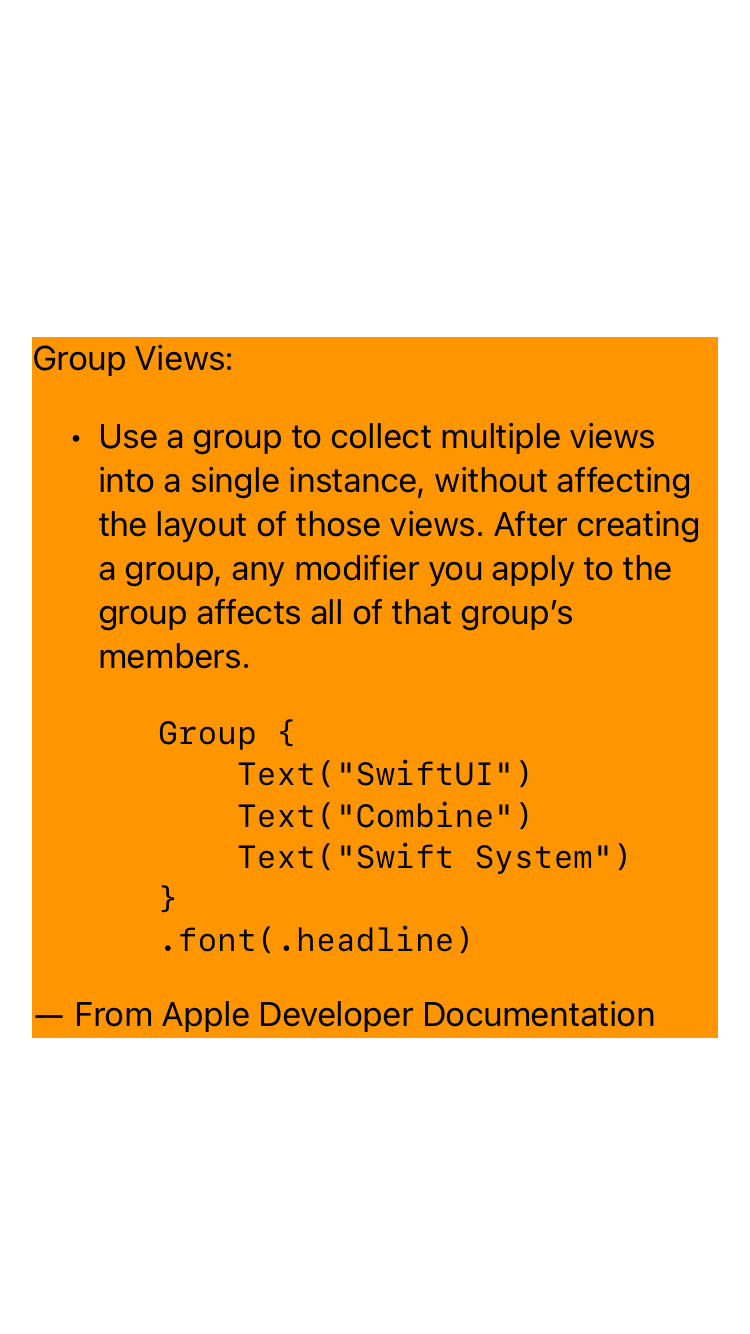 Group Views:
• Use a group to collect multiple views
into a single instance, without affecting
the layout of those views. After creating
a group, any modifier you apply to the
group affects all of that group’s
members.
Group {
    Text("SwiftUI")
    Text("Combine")
    Text("Swift System")
}
.font(.headline)
— From Apple Developer Documentation